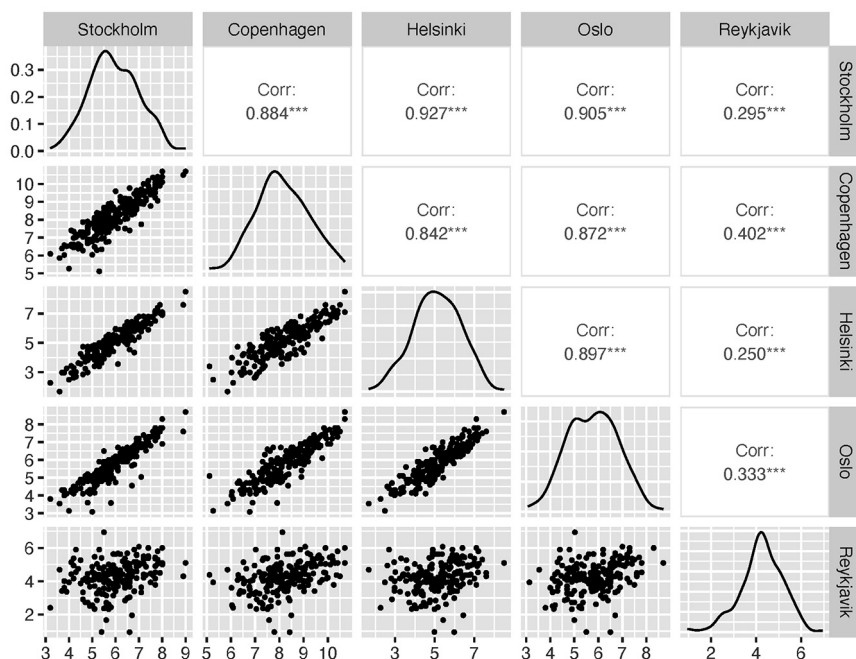 Stockholm Copenhagen Helsinki Oslo Reykjavik
0.3
0.2
0.1
0.0
Corr:
0.884***
Corr:
0.927***
Corr:
0.905***
Corr:
0.295***
Stockholm
10
9
8
7
6
5
Corr:
0.842***
Corr:
0.872***
Corr:
0.402***
Copenhagen
7
5
3
Corr:
0.897***
Corr:
0.250***
Helsinki
8
7
6
5
4
3
Corr:
0.333***
Oslo
6
4
2
Reykjavik
3 4 5 6 7 8 9 5 6 7 8 9 10 3 5 7 3 4 5 6 7 8 2 4 6